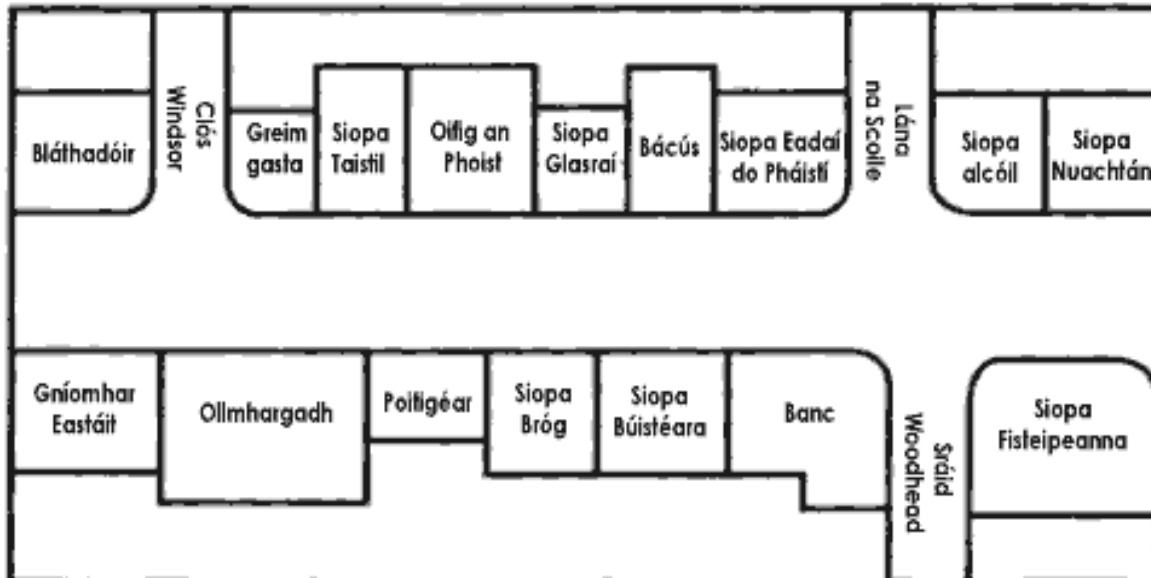 Bláthadóir
Clós
Windsor
Greim
gasta
Siopa
Taistil
Oifig an
Phoist
Siopa
Glasraí
Bácús
Siopa Eadaí
do Pháistí
Lána
na Scoile
Siopa
alcóil
Siopa
Nuachtán
Gníomhar
Eastáit
Ollmhargadh
Poitigéar
Siopa
Bróg
Siopa
Búistéara
Banc
Sráid
Woodhead
Siopa
Fisteipeanna